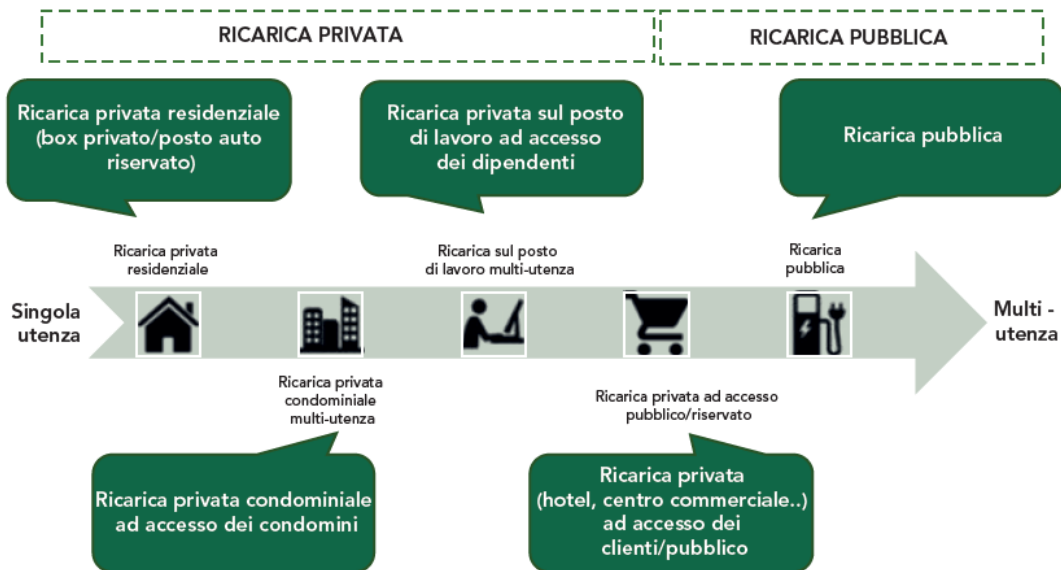 RICARICA PRIVATA
RICARICA PUBBLICA
Ricarica privata residenziale
(box privato/posto auto
riservato)
Ricarica privata sul posto
di lavoro ad accesso
dei dipendenti
Ricarica pubblica
Ricarica privata
residenziale
Ricarica sul posto
di lavoro multi-utenza
Ricarica
pubblica
Singola
utenza
Multi -
utenza
Ricarica privata
condominiale
multi-utenza
Ricarica privata ad accesso
pubblico/riservato
Ricarica privata condominiale
ad accesso dei condomini
Ricarica privata
(hotel, centro commerciale..)
ad accesso dei
clienti/pubblico